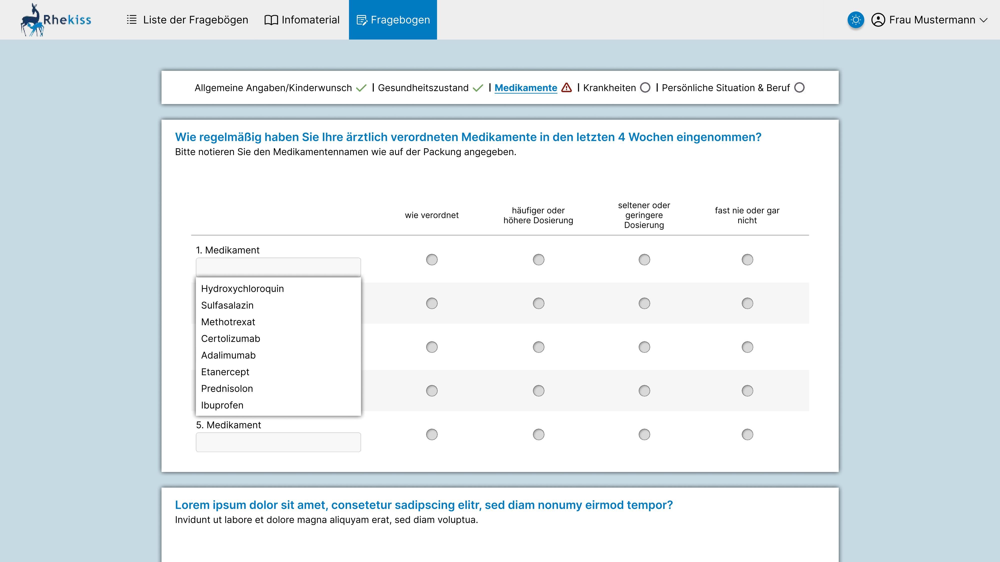 Rhekiss
Liste der Fragebögen
Infomaterial
Fragebogen
Frau Mustermann
Allgemeine Angaben/Kinderwunsch | Gesundheitszustand | Medikamente | Krankheiten | Persönliche Situation & Beruf
Wie regelmäßig haben Sie Ihre ärztlich verordneten Medikamente in den letzten 4 Wochen eingenommen?
Bitte notieren Sie den Medikamentennamen wie auf der Packung angegeben.
wie verordnet
häufiger oder
höhere Dosierung
seltener oder
geringere
Dosierung
fast nie oder gar
nicht
1. Medikament
Hydroxychloroquin
Sulfasalazin
Methotrexat
Certolizumab
Adalimumab
Etanercept
Prednisolon
Ibuprofen
5. Medikament
Lorem ipsum dolor sit amet, consetetur sadipscing elitr, sed diam nonumy eirmod tempor?
Invidunt ut labore et dolore magna aliquyam erat, sed diam voluptua.